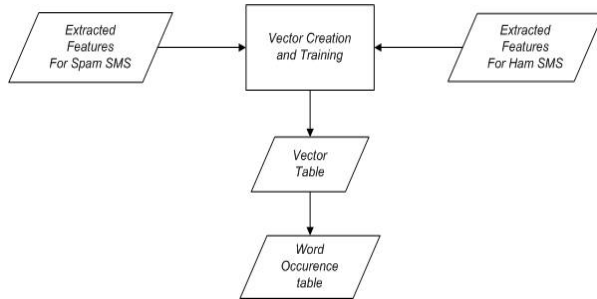 Extracted
Features
For Spam SMS
Vector Creation
and Training
Extracted
Features
For Ham SMS
Vector
Table
Word
Occurence
table